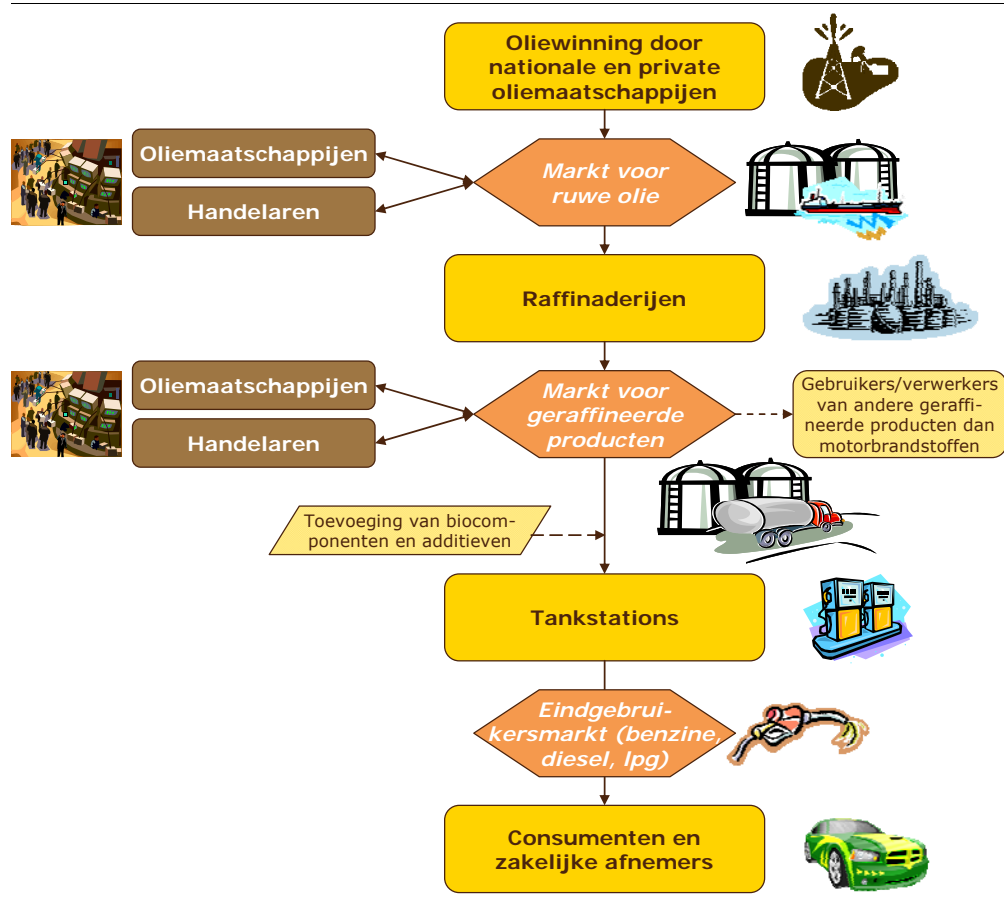 Oliewinning door
nationale en private
oliemaatschappijen
Oliemaatschappijen
Handelaren
Markt voor
ruwe olie
Raffinaderijen
Oliemaatschappijen
Handelaren
Markt voor
geraffineerde
producten
Gebruikers/verwerkers
van andere geraffi-
neerde producten dan
motorbrandstoffen
Toevoeging van biocom-
ponenten en additieven
Tankstations
Eindgebrui-
kersmarkt (benzine,
diesel, lpg)
Consumenten en
zakelijke afnemers